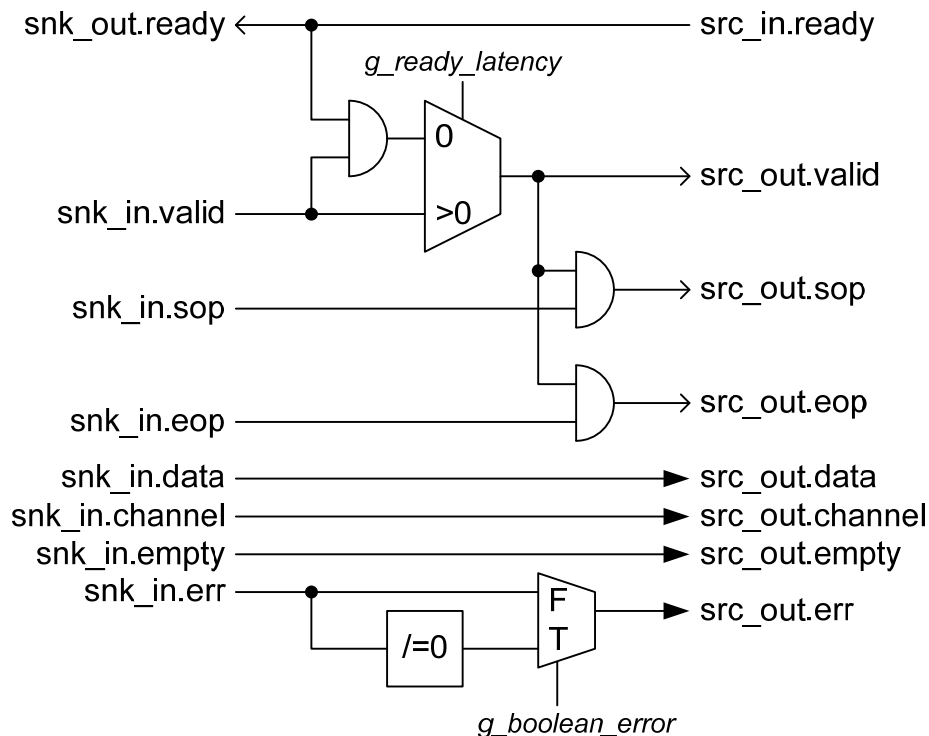 snk_out.ready src_in.ready
g_ready_latency
0
src_out.valid
snk_in.valid >0
src_out.sop
snk_in.sop
src_out.eop
snk_in.eop
snk_in.data src_out.data
snk_in.channel src_out.channel
snk_in.empty src_out.empty
snk_in.err F src_out.err
/=0 T
g_boolean_error